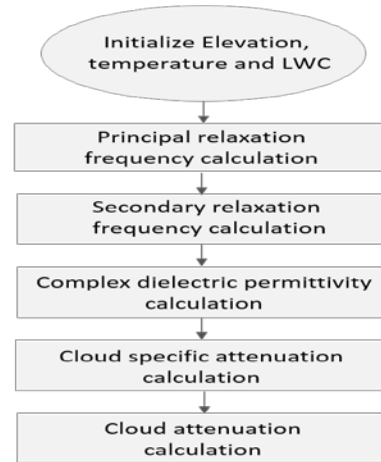 Initialize Elevation,
temperature and LWC
Principal relaxation
frequency calculation
Secondary relaxation
frequency calculation
Complex dielectric permittivity
calculation
Cloud specific attenuation
calculation
Cloud attenuation
calculation